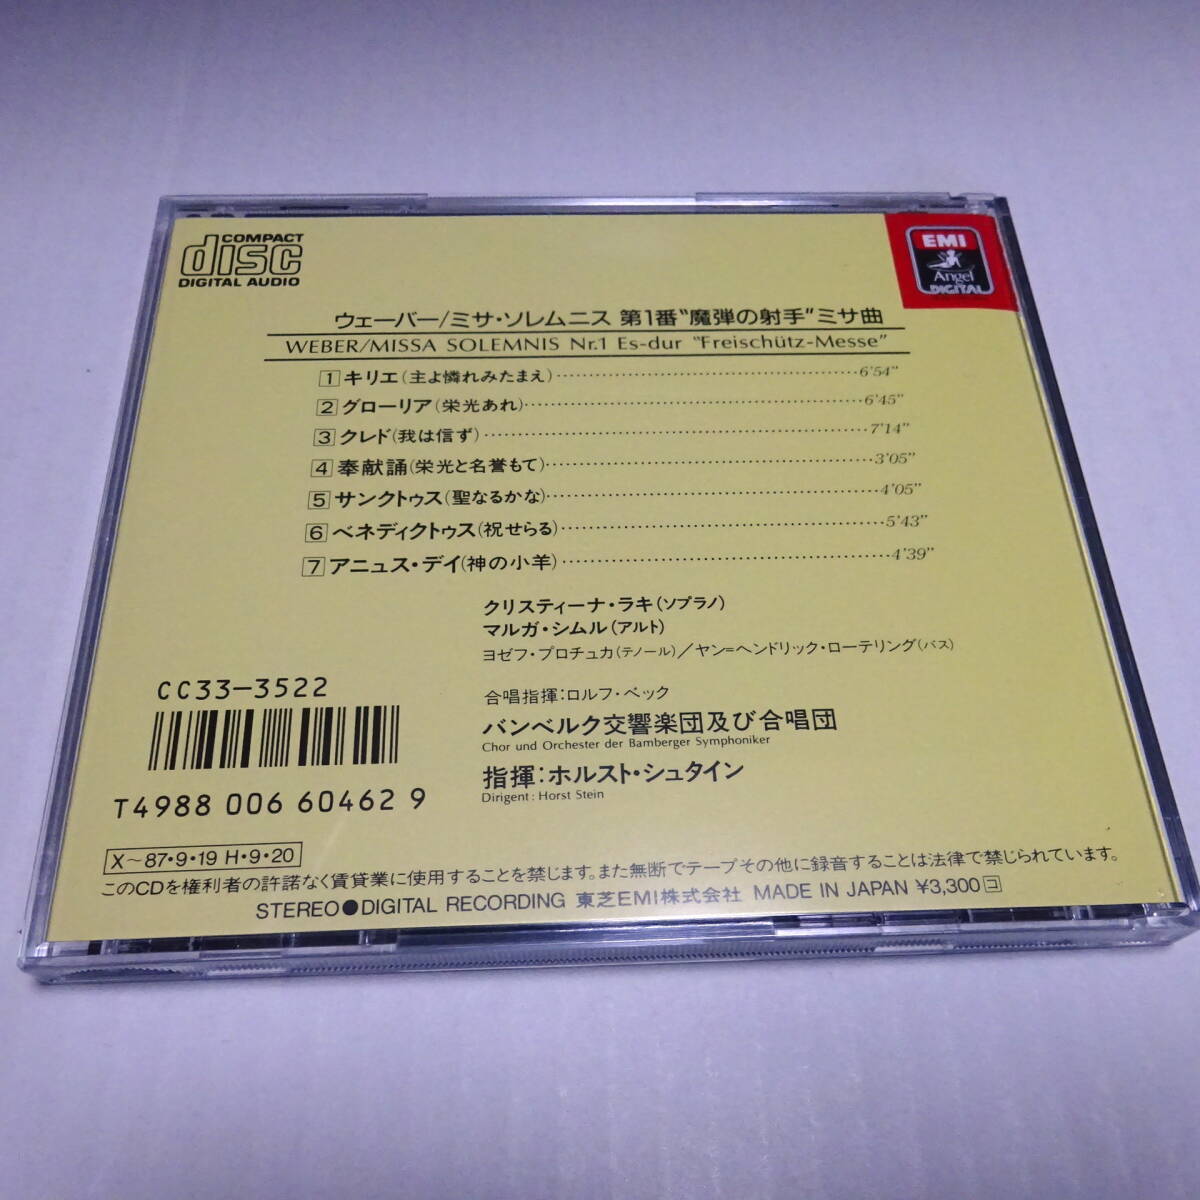 COMPACT
disc
DIGITAL AUDIO
EMI
Angel
DIGITAL
ウェーバー/ミサ・ソレムニス 第1番“魔弾の射手”ミサ曲
WEBER/MISSA SOLEMNIS Nr.1 Es-dur "Freischütz-Messe"
1 キリエ(主よ憐れみたまえ)……………………………………6'54"
2 グローリア(栄光あれ)……………………………………6'45"
3 クレド(我は信ず)……………………………………7'14"
4 奉献誦(栄光と名誉もて)……………………………………3'05"
5 サンクトゥス(聖なるかな)……………………………………4'05"
6 ベネディクトゥス(祝せらる)……………………………………5'43"
7 アニュス・デイ(神の小羊)……………………………………4'39"
クリスティーナ・ラキ(ソプラノ)
マルガ・シムル(アルト)
ヨゼフ・プロチュカ(テノール)/ヤン=ヘンドリック・ローテリング(バス)
合唱指揮:ロルフ・ベック
バンベルク交響楽団及び合唱団
Chor und Orchester der Bamberger Symphoniker
指揮:ホルスト・シュタイン
Dirigent: Horst Stein
CC33-3522
T4988 006 60462 9
X~87・9・19 H・9・20
このCDを権利者の許諾なく賃貸業に使用することを禁じます。また無断でテープその他に録音することは法律で禁じられています。
STEREO●DIGITAL RECORDING 東芝EMI株式会社 MADE IN JAPAN ¥3,300コ